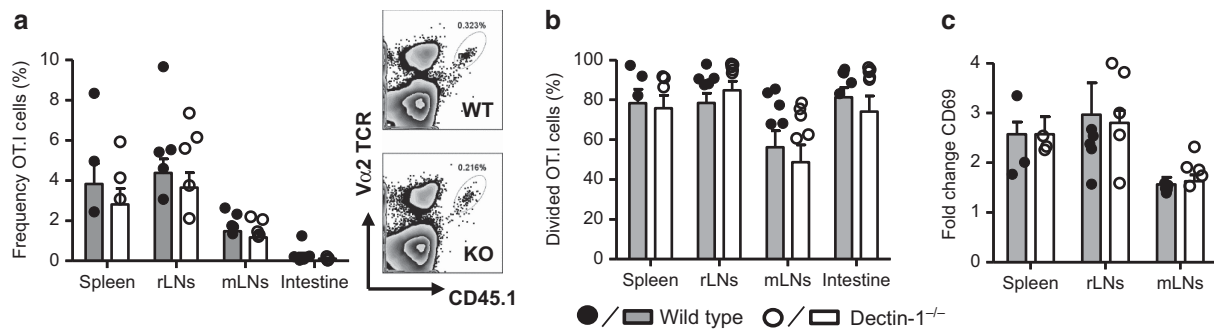 a
Frequency OT.I cells (%)
10
8
6
4
2
0
Spleen rLNs mLNs Intestine
0.323%
WT
0.216%
KO
Vα2 TCR
CD45.1
b
Divided OT.I cells (%)
100
80
60
40
20
0
Spleen rLNs mLNs Intestine
c
Fold change CD69
4
3
2
1
0
Spleen rLNs mLNs
/ Wild type / Dectin-1–/–